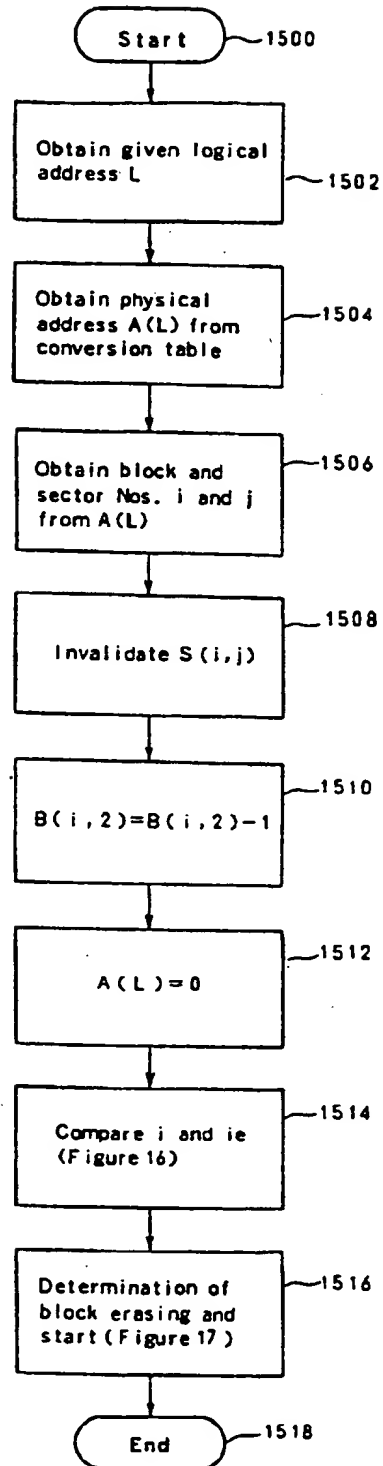 Start
1500
Obtain given logical
address L
1502
Obtain physical
address A(L) from
conversion table
1504
Obtain block and
sector Nos. i and j
from A(L)
1506
Invalidate S(i,j)
1508
B(i,2)=B(i,2)-1
1510
A(L)=0
1512
Compare i and ie
(Figure 16)
1514
Determination of
block erasing and
start (Figure 17)
1516
End
1518